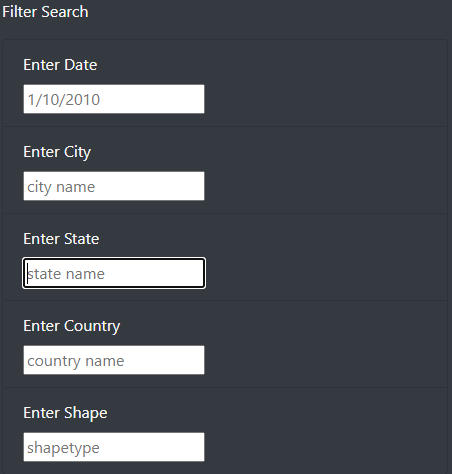 Filter Search
Enter Date
1/10/2010
Enter City
city name
Enter State
state name
Enter Country
country name
Enter Shape
shapetype